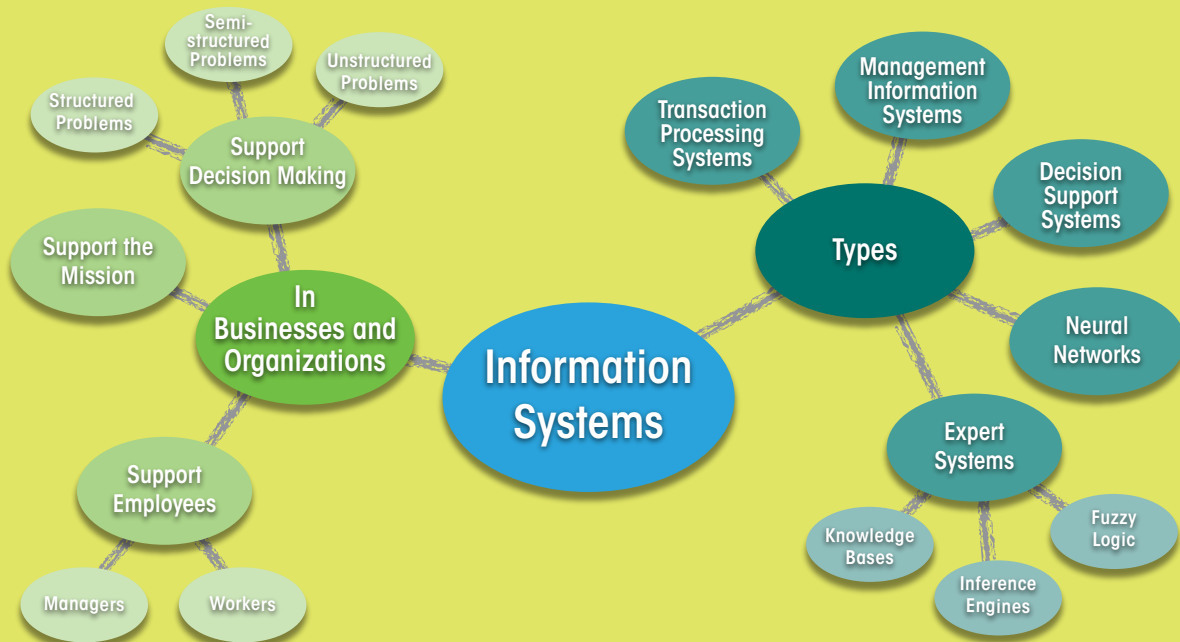 Semi-
structured
Problems
Unstructured
Problems
Structured
Problems
Support
Decision Making
Support the
Mission
In
Businesses and
Organizations
Support
Employees
Managers
Workers
Information
Systems
Types
Transaction
Processing
Systems
Management
Information
Systems
Decision
Support
Systems
Neural
Networks
Expert
Systems
Knowledge
Bases
Inference
Engines
Fuzzy
Logic